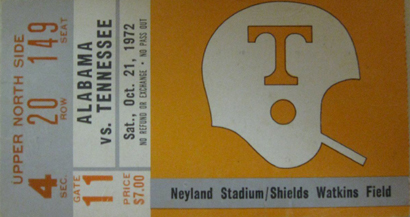 UPPER NORTH SIDE
4 SEC.
20 ROW
149 SEAT
GATE 11
ALABAMA
vs. TENNESSEE
PRICE $7.00
Sat., Oct. 21, 1972
NO REFUND OR EXCHANGE • NO PASS OUT
T
Neyland Stadium/Shields Watkins Field